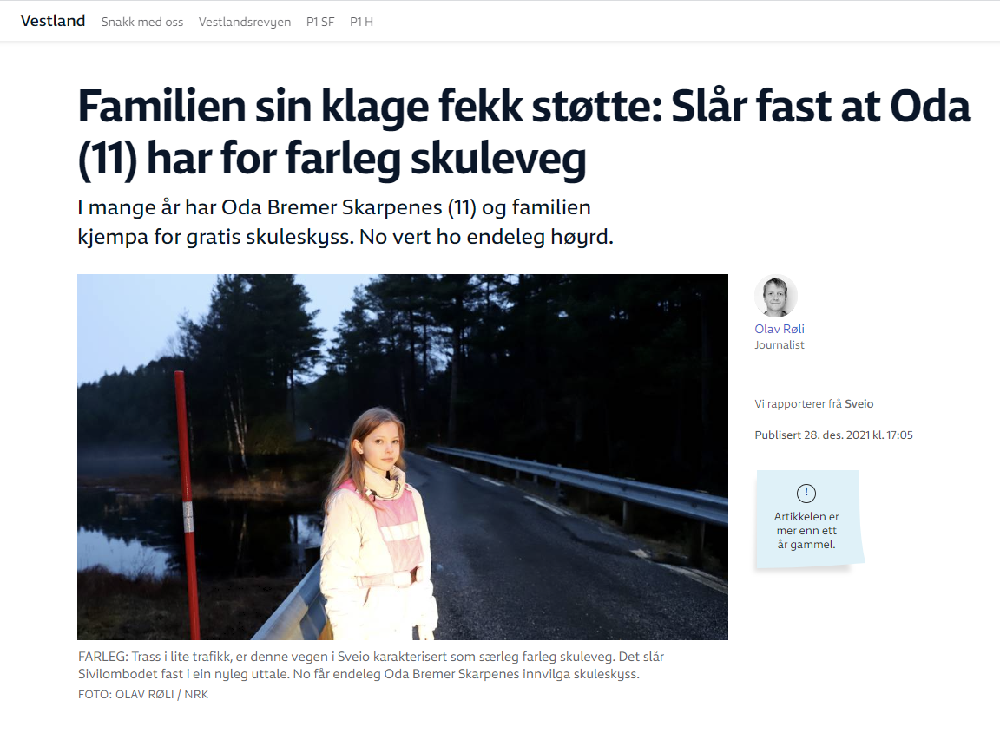 Vestland Snakk med oss Vestlandsrevyen P1 SF P1 H
Familien sin klage fekk støtte: Slår fast at Oda
(11) har for farleg skuleveg
I mange år har Oda Bremer Skarpenes (11) og familien
kjempa for gratis skuleskyss. No vert ho endeleg høyrd.
Olav Røli
Journalist
Vi rapporterer frå Sveio
Publisert 28. des. 2021 kl. 17:05
!
Artikkelen er
mer enn ett
år gammel.
FARLEG: Trass i lite trafikk, er denne vegen i Sveio karakterisert som særleg farleg skuleveg. Det slår
Sivilombodet fast i ein nyleg uttale. No får endeleg Oda Bremer Skarpenes innvilga skuleskyss.
FOTO: OLAV RØLI / NRK